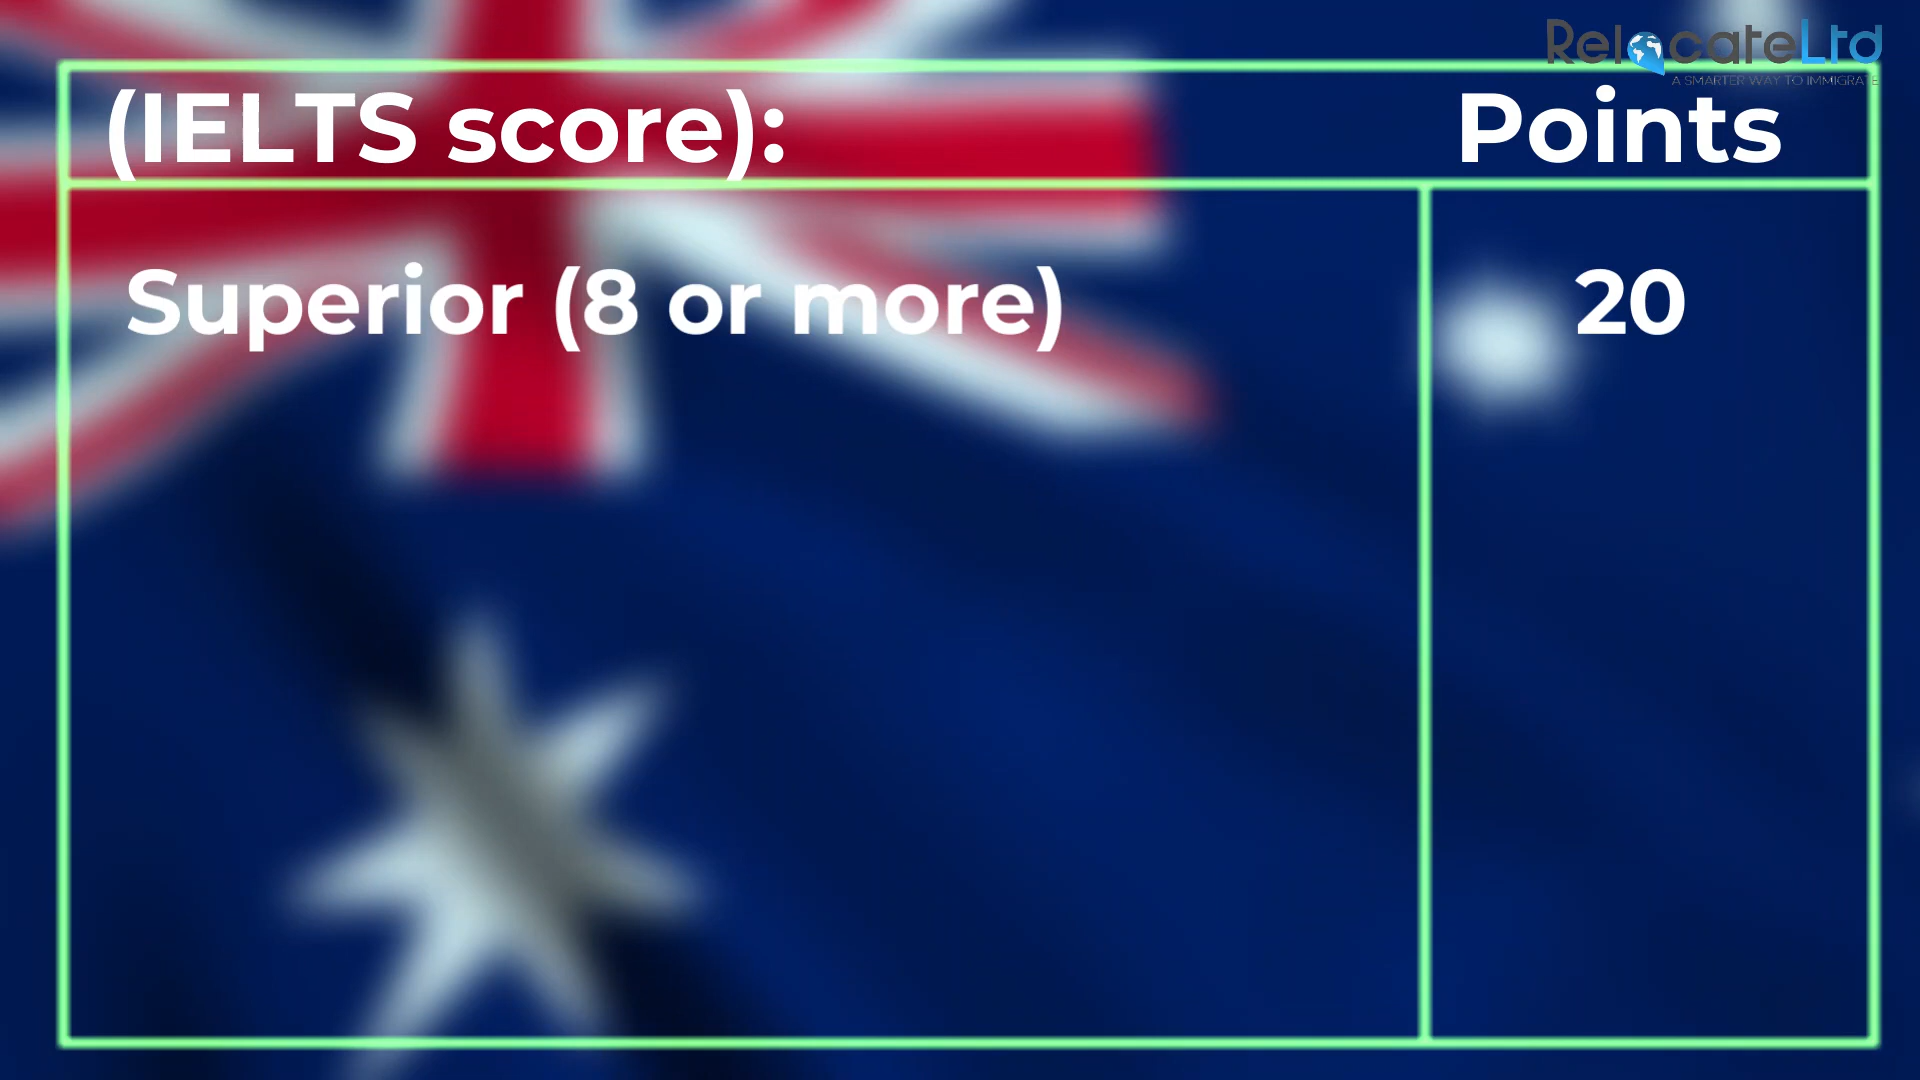 RelocateLtd
A SMARTER WAY TO IMMIGRATE
(IELTS score): Points
Superior (8 or more) 20